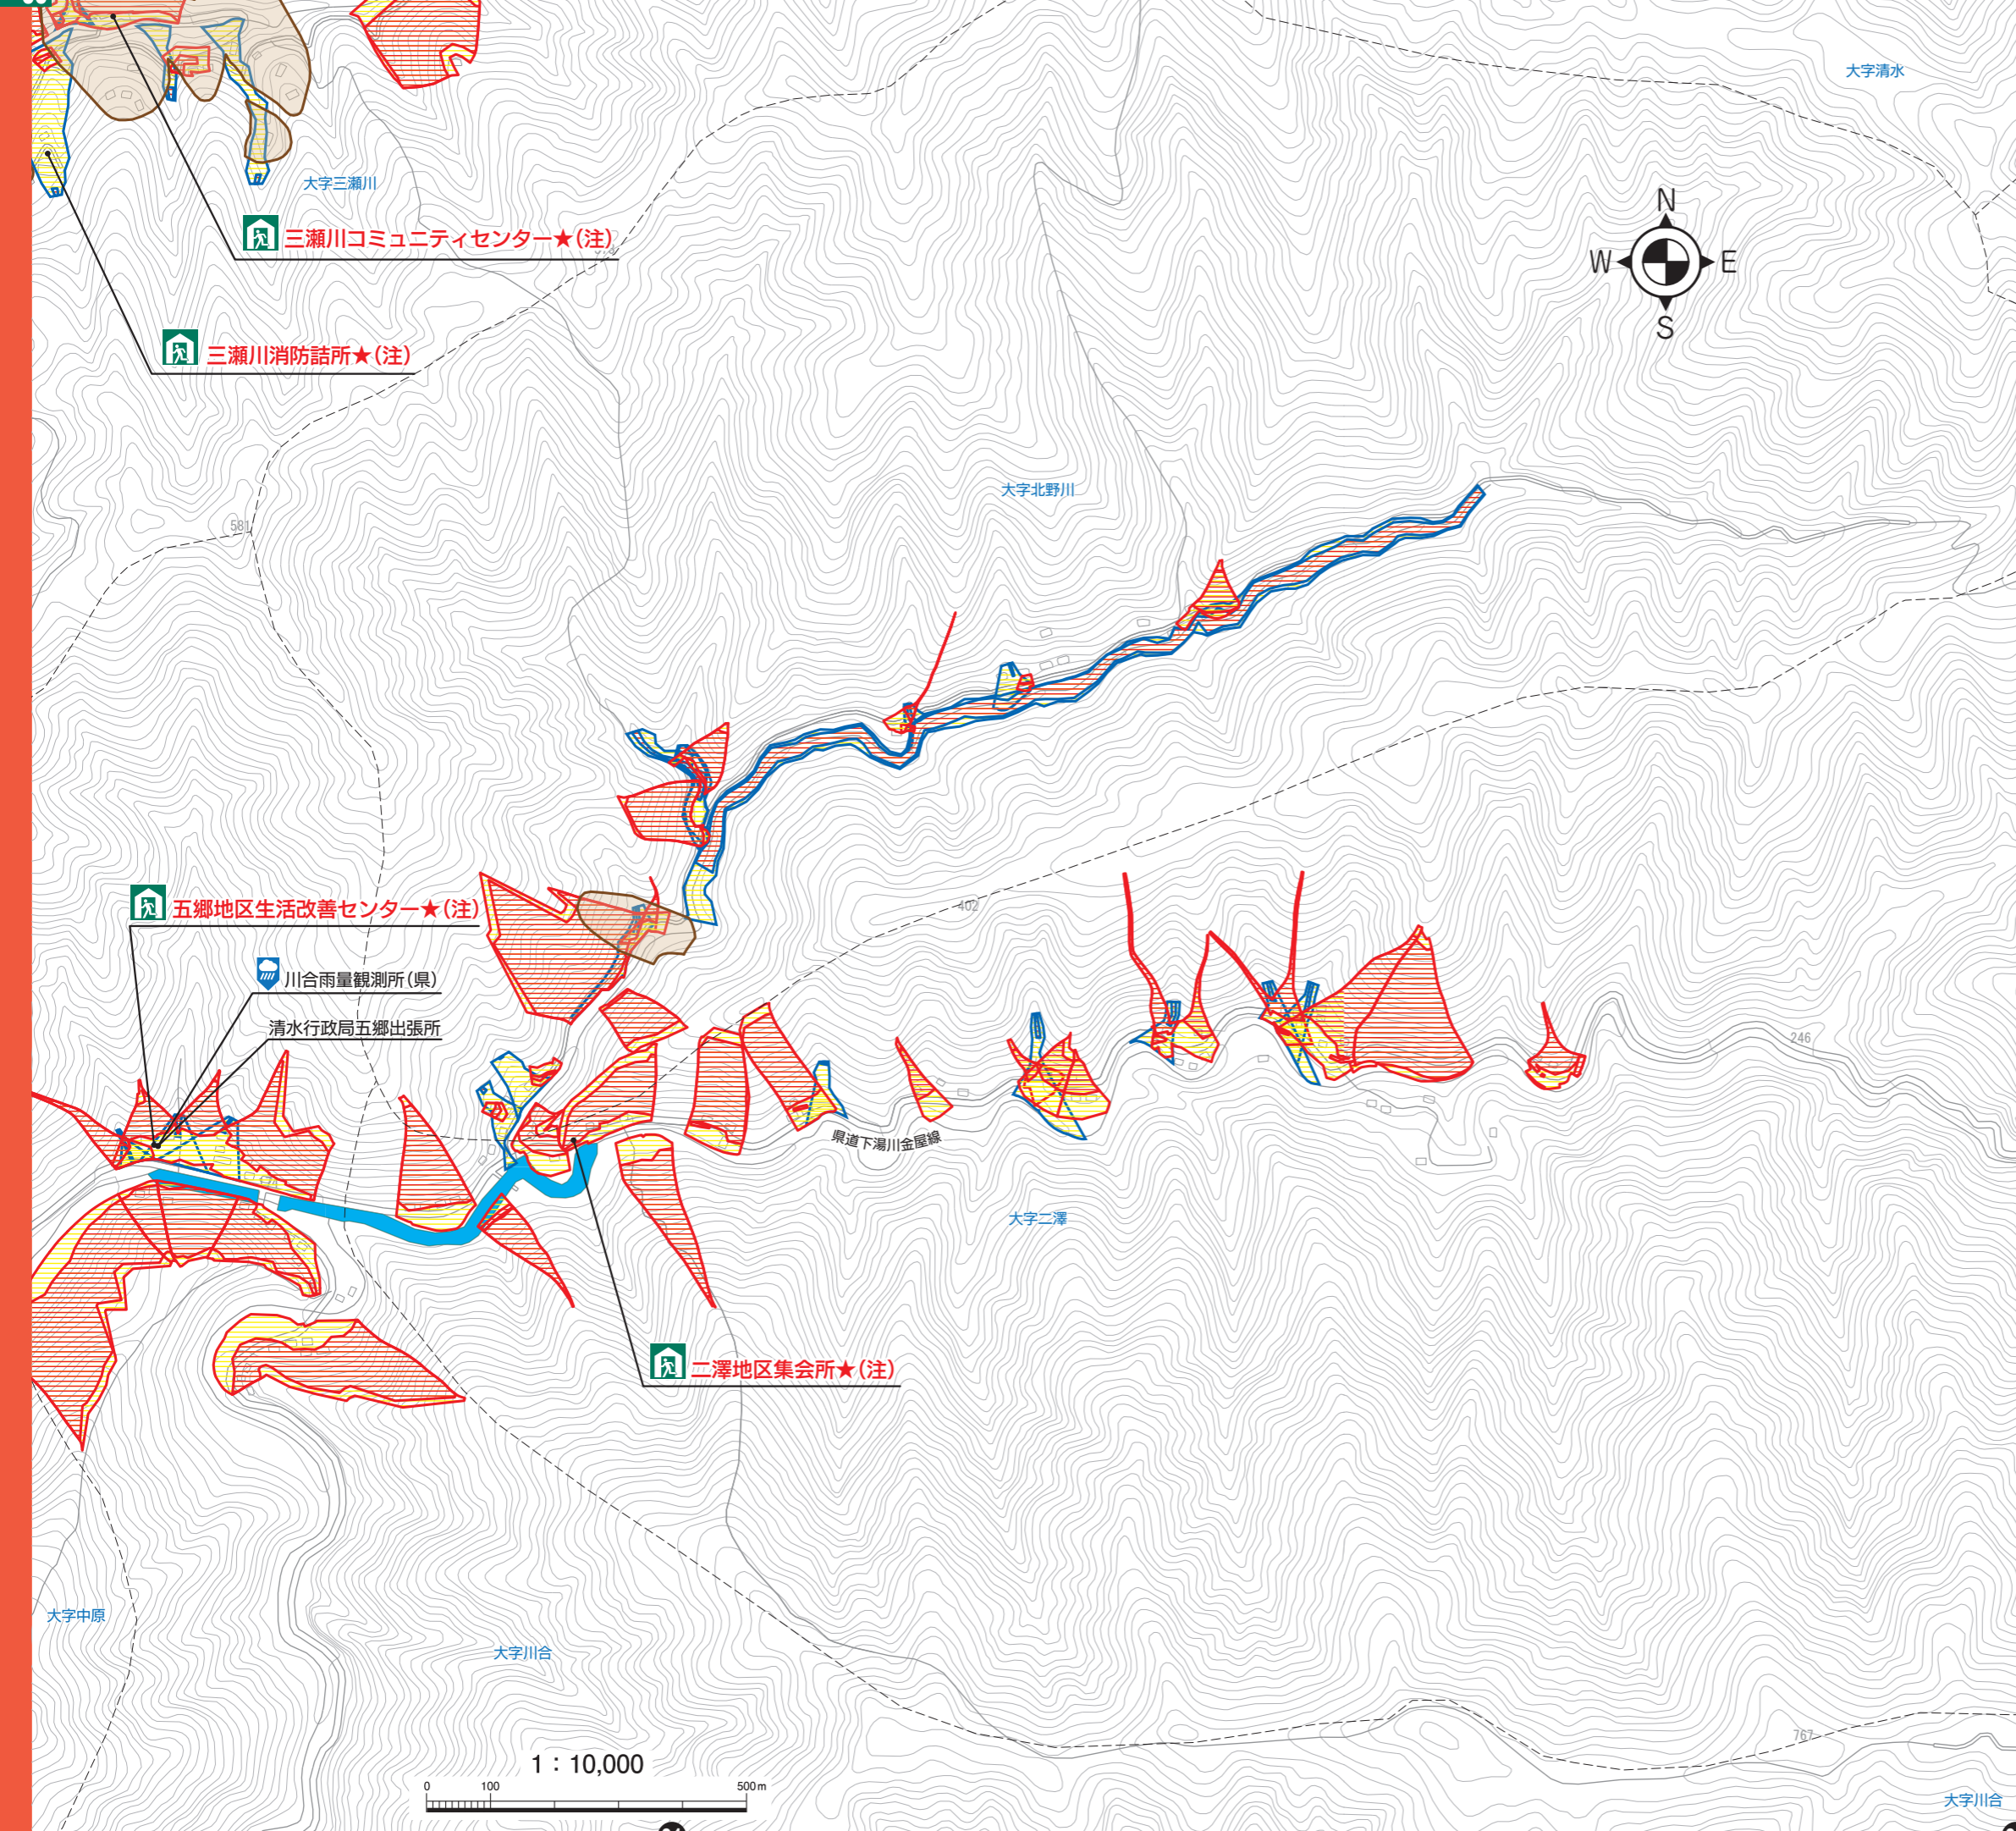 大字清水
大字三瀬川
三瀬川コミュニティセンター★(注)
N
W
E
S
三瀬川消防詰所★(注)
大字北野川
581
五郷地区生活改善センター★(注)
402
川合雨量観測所(県)
清水行政局五郷出張所
246
県道下湯川金屋線
大字二澤
二澤地区集会所★(注)
大字中原
大字川合
767
1：10,000
0 100 500m
大字川合